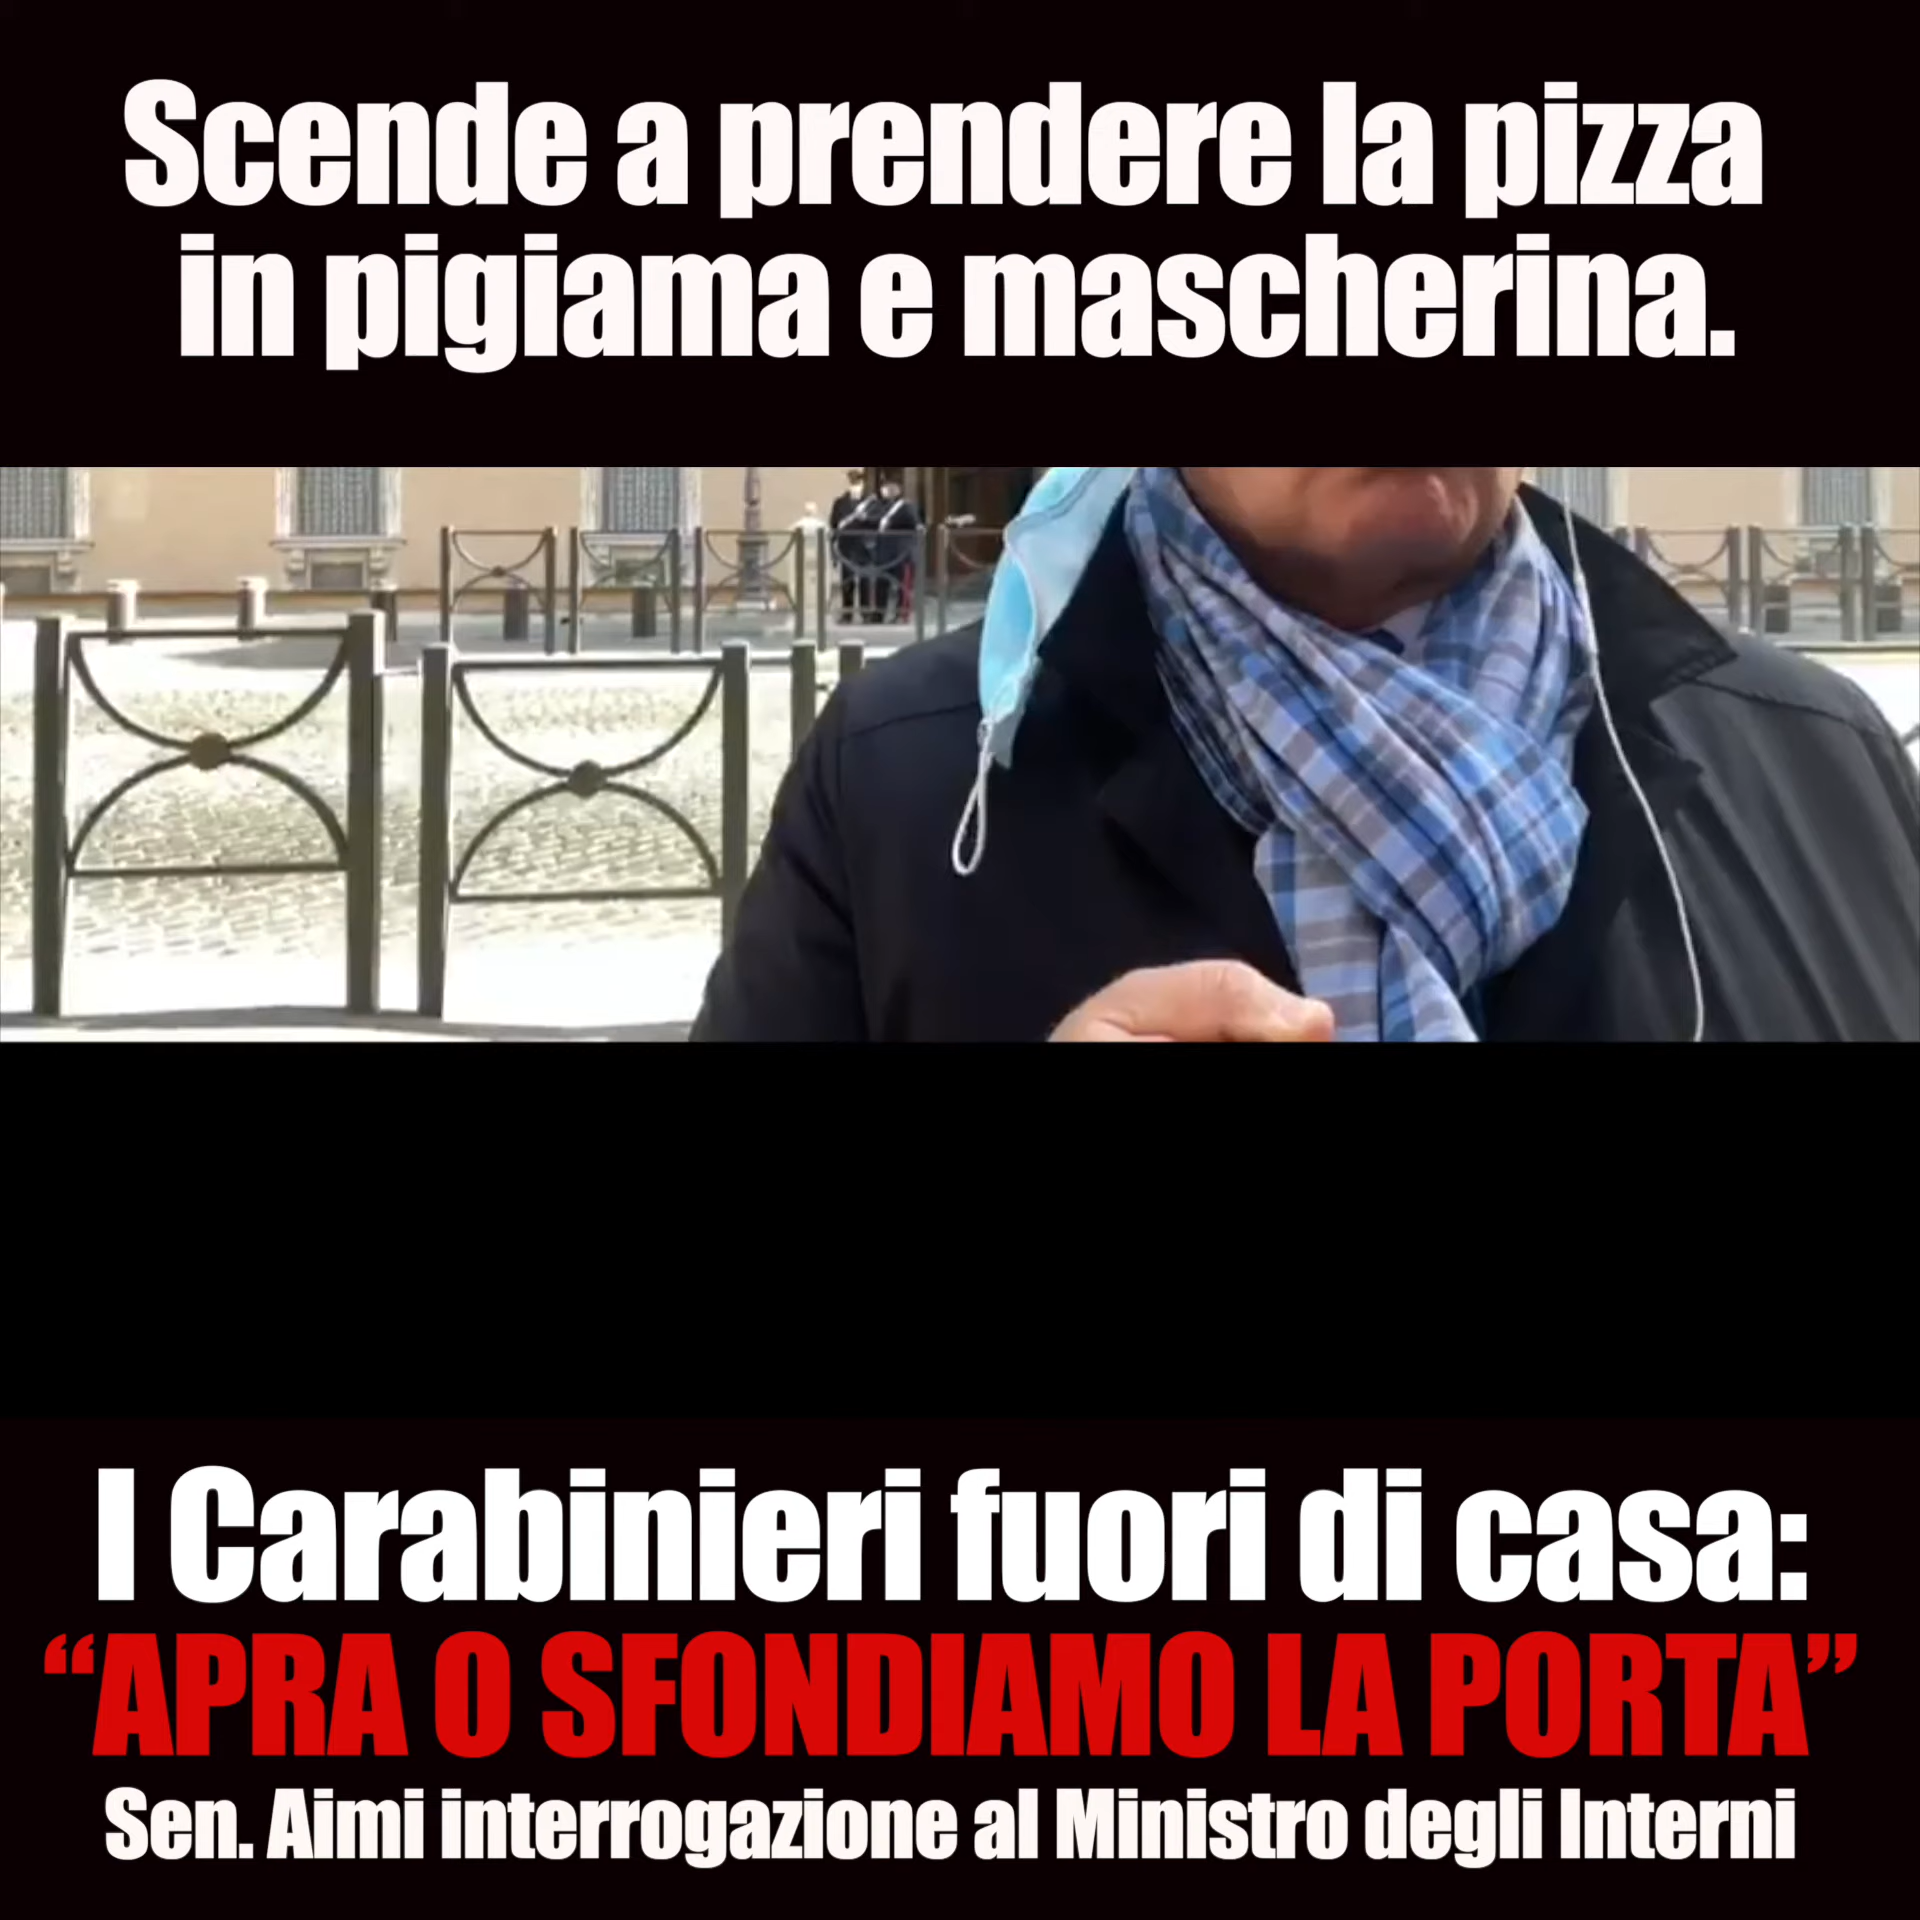 Scende a prendere la pizza
in pigiama e mascherina.
I Carabinieri fuori di casa:
“APRA O SFONDIAMO LA PORTA”
Sen. Aimi interrogazione al Ministro degli Interni